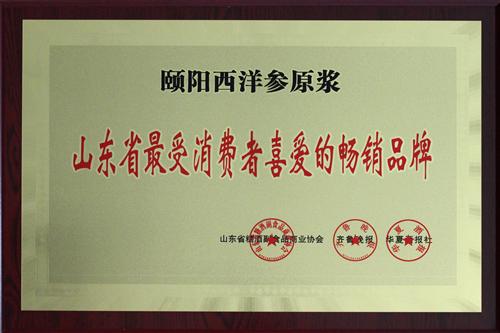 颐阳西洋参原浆
山东省最受消费者喜爱的畅销品牌
山东省糖酒副食品商业协会 齐鲁晚报 华夏酒报社